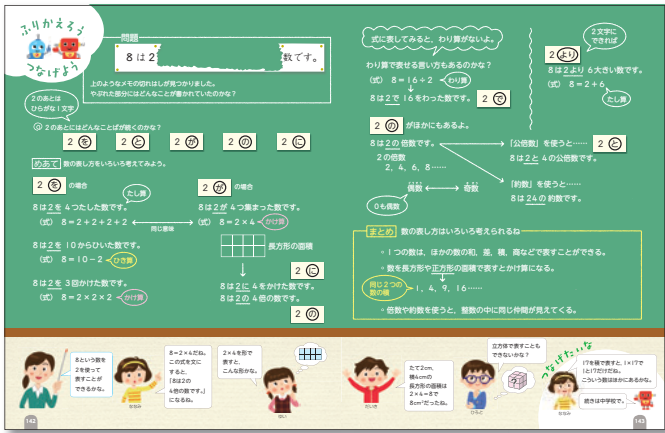 ふりかえろう
つなげよう
問題
8は2
数です。
上のようなメモの切れはしが見つかりました。
やぶれた部分にはどんなことが書かれていたのかな?
2のあとは
ひらがな1文字
@ 2のあとにはどんなことばが続くのかな?
2を
2と
2が
2の
2に
めあて 数の表し方をいろいろ考えてみよう。
2を の場合
たし算
8は2を4つたした数です。
(式) 8=2+2+2+2
同じ意味
8は2を10からひいた数です。
(式) 8=10-2 ひき算
8は2を3回かけた数です。
(式) 8=2×2×2 かけ算
2が の場合
8は2が4つ集まった数です。
(式) 8=2×4 かけ算
長方形の面積
2に
8は2に4をかけた数です。
8は2の4倍の数です。
2の
式に表してみると、わり算がないよ。
わり算で表せる言い方もあるのかな?
(式) 8=16÷2 わり算
8は2で16をわった数です。
2で
2の がほかにもあるよ。
8は2の倍数です。
2の倍数
2、4、6、8……
偶数 奇数
0も偶数
2文字に
できれば
2より
8は2より6大きい数です。
(式) 8=2+6
たし算
「公倍数」を使うと……
2と
8は2と4の公倍数です。
「約数」を使うと……
8は24の約数です。
まとめ 数の表し方はいろいろ考えられるね
・1つの数は、ほかの数の和、差、積、商などで表すことができる。
・数を長方形や正方形の面積で表すとかけ算になる。
同じ2つの
数の積
1、4、9、16……
・倍数や約数を使うと、整数の中に同じ仲間が見えてくる。
8という数を
2を使って
表すことが
できるかな。
ななみ
8=2×4だね。
この式を文に
すると、
「8は2の
4倍の数です。」
になるね。
2×4を形で
表すと、
こんな形かな。
ゆい
だいき
たて2cm、
横4cmの
長方形の面積は
2×4=8で
8cm²だったね。
立方体で表すことも
できないかな?
ひろと
つなげたいな
17を積で表すと、1×17で
1と17だけだね。
こういう数はほかにあるかな。
ななみ
続きは中学校で。
142
143